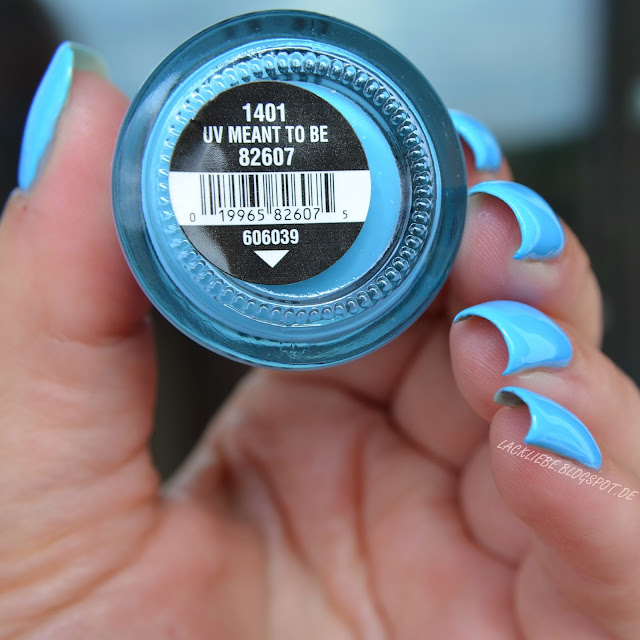 1401
UV MEANT TO BE
82607
0 19965 82607 5
606039
LACKLIEBE.BLOGSPOT.DE